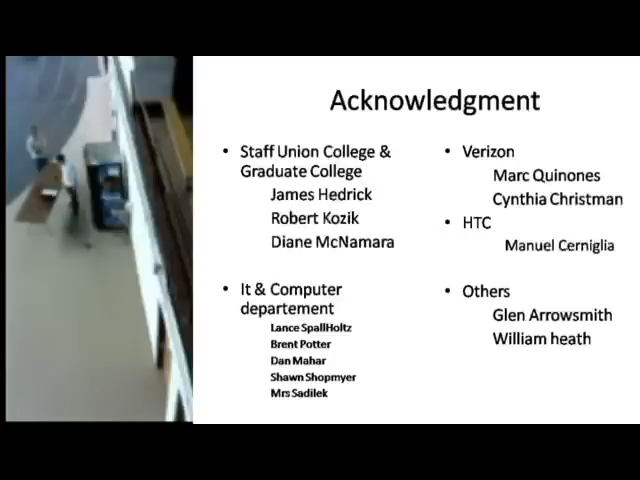 Acknowledgment
• Staff Union College &
Graduate College
James Hedrick
Robert Kozik
Diane McNamara
• It & Computer
departement
Lance SpallHoltz
Brent Potter
Dan Mahar
Shawn Shopmyer
Mrs Sadilek
• Verizon
Marc Quinones
Cynthia Christman
• HTC
Manuel Cerniglia
• Others
Glen Arrowsmith
William heath